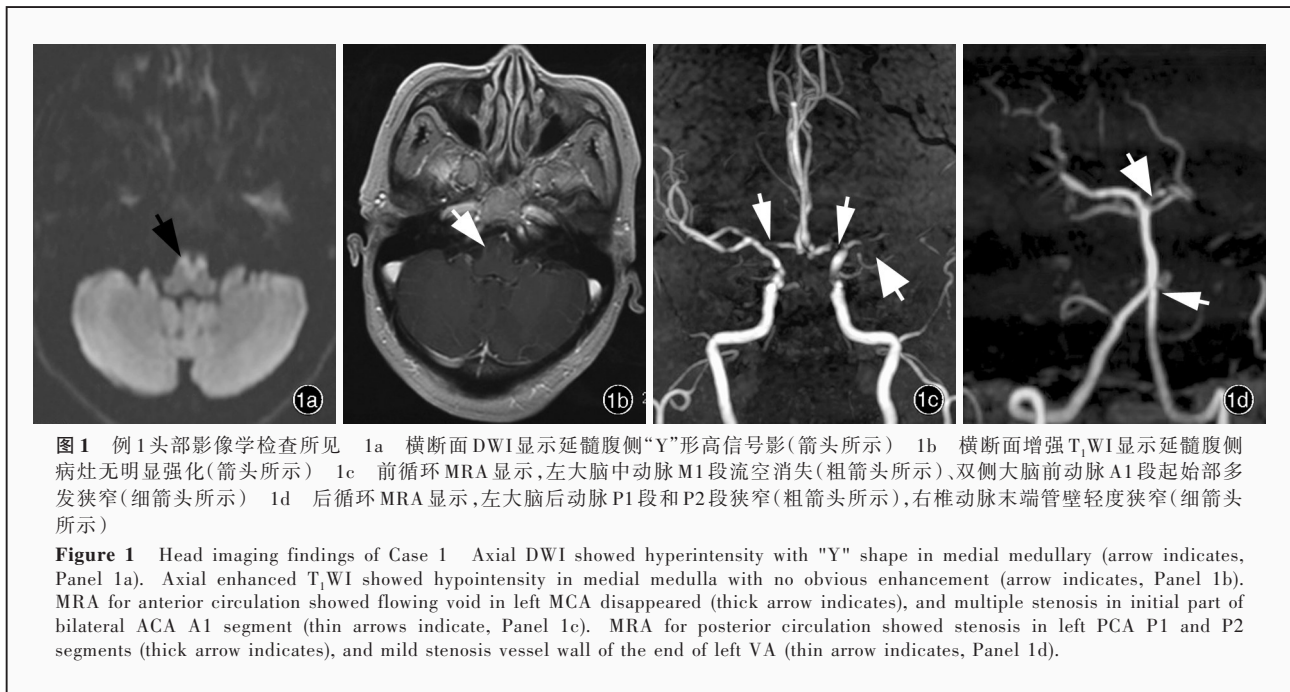 1a
1b
2
1c
1d
图1 例1头部影像学检查所见 1a 横断面DWI显示延髓腹侧“Y”形高信号影(箭头所示) 1b 横断面增强T1WI显示延髓腹侧
病灶无明显强化(箭头所示) 1c 前循环MRA显示,左大脑中动脉M1段流空消失(粗箭头所示)、双侧大脑前动脉A1段起始部多
发狭窄(细箭头所示) 1d 后循环MRA显示,左大脑后动脉P1段和P2段狭窄(粗箭头所示),右椎动脉末端管壁轻度狭窄(细箭头
所示)
Figure 1 Head imaging findings of Case 1 Axial DWI showed hyperintensity with "Y" shape in medial medullary (arrow indicates,
Panel 1a). Axial enhanced T1WI showed hypointensity in medial medulla with no obvious enhancement (arrow indicates, Panel 1b).
MRA for anterior circulation showed flowing void in left MCA disappeared (thick arrow indicates), and multiple stenosis in initial part of
bilateral ACA A1 segment (thin arrows indicate, Panel 1c). MRA for posterior circulation showed stenosis in left PCA P1 and P2
segments (thick arrow indicates), and mild stenosis vessel wall of the end of left VA (thin arrow indicates, Panel 1d).